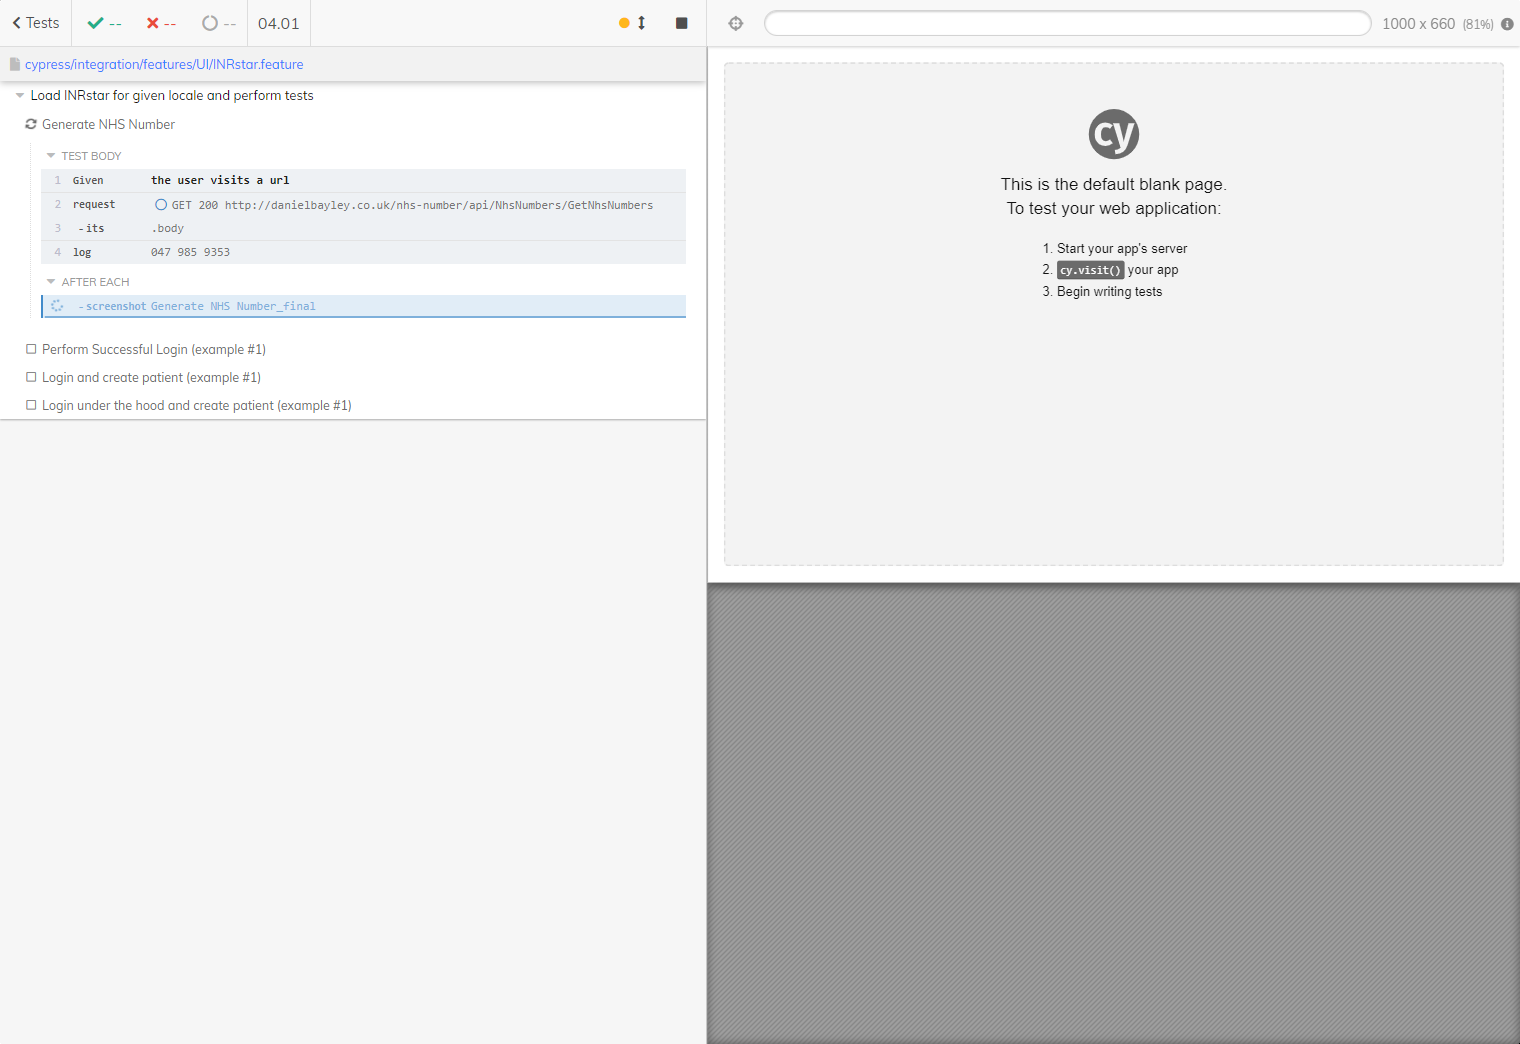 Tests -- -- -- 04.01
1000 x 660 (81%)
cypress/integration/features/UI/INRstar.feature
Load INRstar for given locale and perform tests
Generate NHS Number
TEST BODY
1 Given the user visits a url
2 request GET 200 http://danielbayley.co.uk/nhs-number/api/NhsNumbers/GetNhsNumbers
3 -its .body
4 log 047 985 9353
AFTER EACH
-screenshot Generate NHS Number_final
Perform Successful Login (example #1)
Login and create patient (example #1)
Login under the hood and create patient (example #1)
cy
This is the default blank page.
To test your web application:
1. Start your app's server
2. cy.visit() your app
3. Begin writing tests